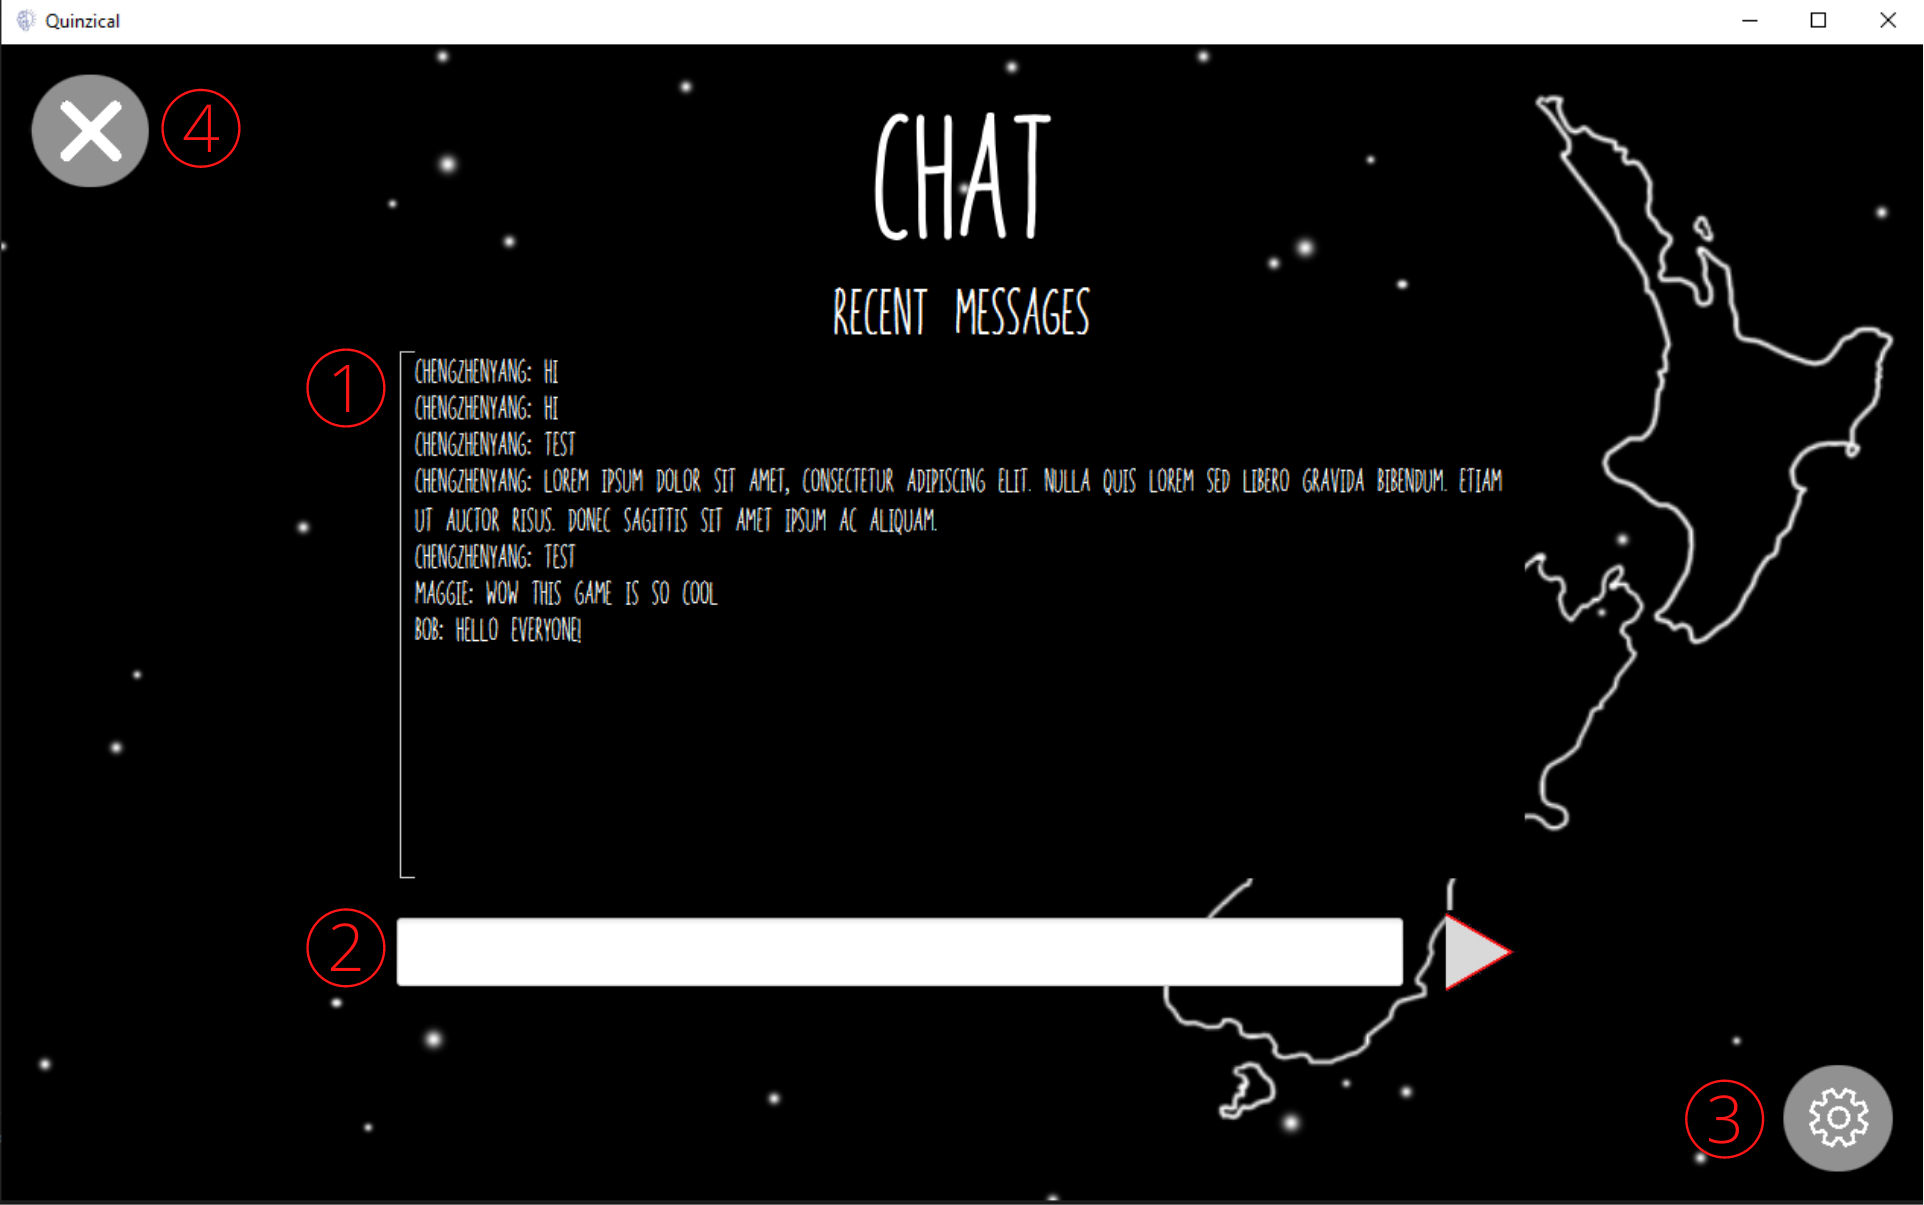 Quinzical
4
CHAT
RECENT MESSAGES
1
CHENGZHENYANG: HI
CHENGZHENYANG: HI
CHENGZHENYANG: TEST
CHENGZHENYANG: LOREM IPSUM DOLOR SIT AMET, CONSECTETUR ADIPISCING ELIT. NULLA QUIS LOREM SED LIBERO GRAVIDA BIBENDUM. ETIAM
UT AUCTOR RISUS. DONEC SAGITTIS SIT AMET IPSUM AC ALIQUAM.
CHENGZHENYANG: TEST
MAGGIE: WOW THIS GAME IS SO COOL
BOB: HELLO EVERYONE!
2
3